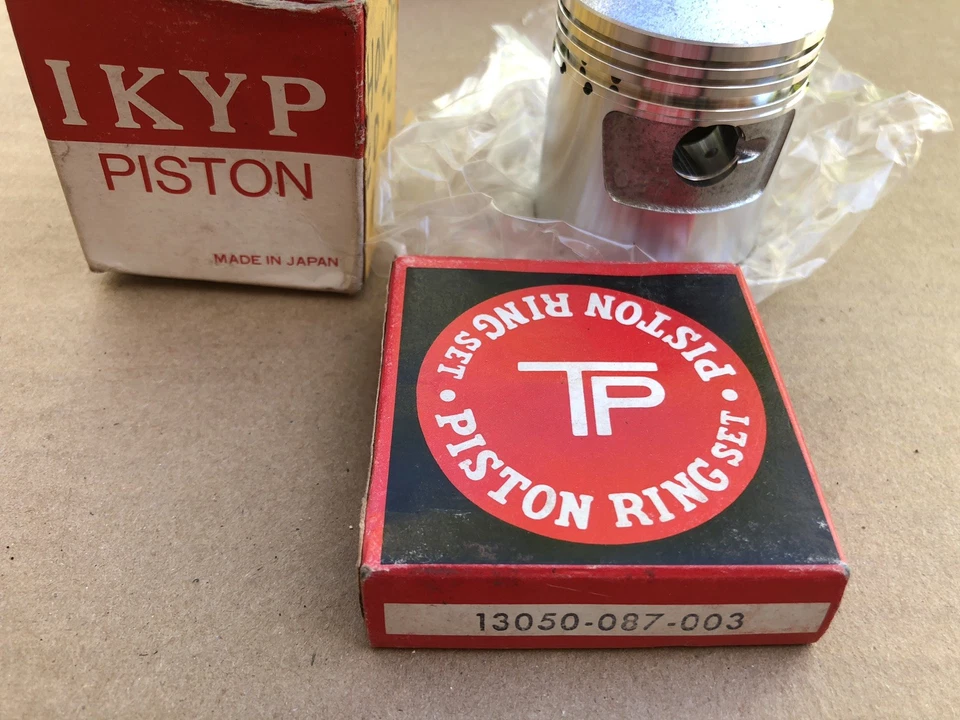 IKYP
PISTON
MADE IN JAPAN
PISTON RING SET
TP
PISTON RING SET
13050-087-003